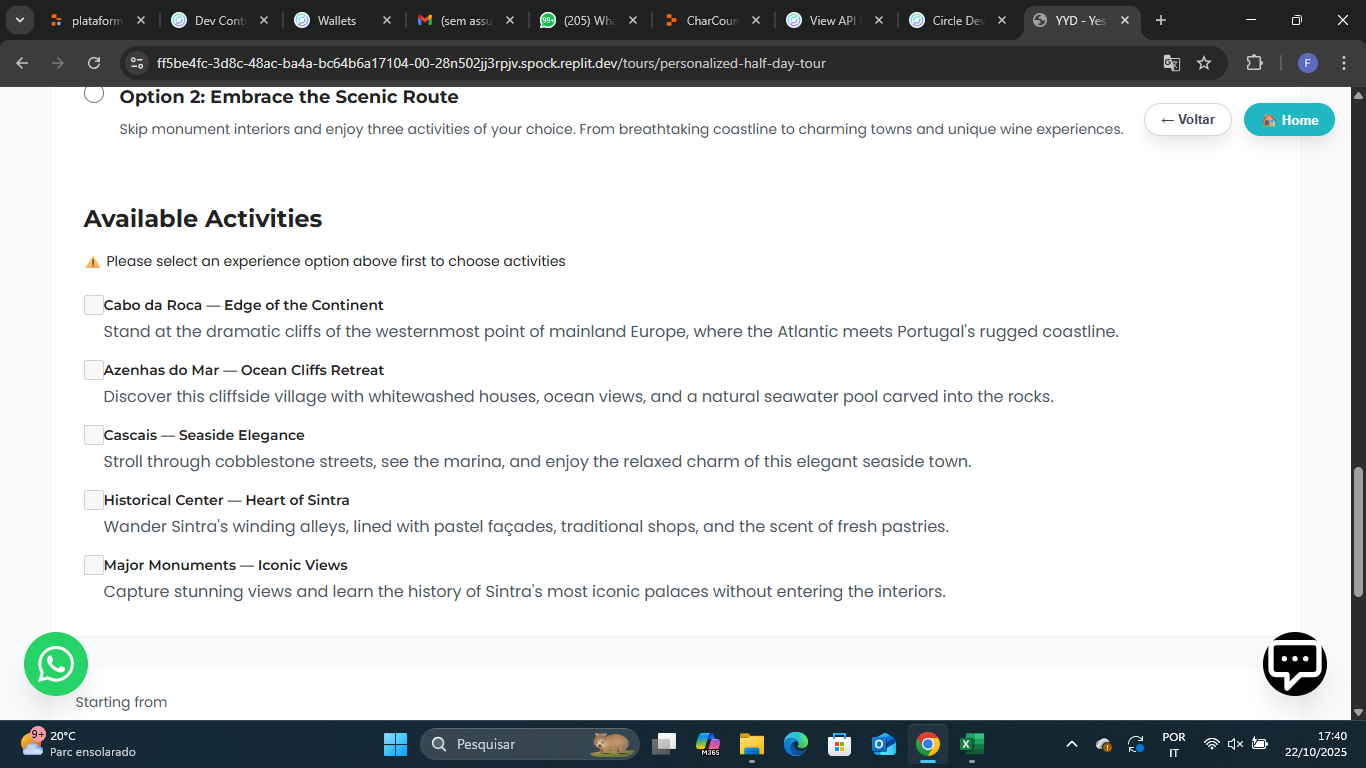 plataform
Dev Cont
Wallets
(sem assu
99+
(205) Wha
CharCoun
View API
Circle Dev
YYD - Yes
ff5be4fc-3d8c-48ac-ba4a-bc64b6a17104-00-28n502jj3rpjv.spock.replit.dev/tours/personalized-half-day-tour
F
Option 2: Embrace the Scenic Route
Skip monument interiors and enjoy three activities of your choice. From breathtaking coastline to charming towns and unique wine experiences.
← Voltar
Home
Available Activities
Please select an experience option above first to choose activities
Cabo da Roca — Edge of the Continent
Stand at the dramatic cliffs of the westernmost point of mainland Europe, where the Atlantic meets Portugal's rugged coastline.
Azenhas do Mar — Ocean Cliffs Retreat
Discover this cliffside village with whitewashed houses, ocean views, and a natural seawater pool carved into the rocks.
Cascais — Seaside Elegance
Stroll through cobblestone streets, see the marina, and enjoy the relaxed charm of this elegant seaside town.
Historical Center — Heart of Sintra
Wander Sintra's winding alleys, lined with pastel façades, traditional shops, and the scent of fresh pastries.
Major Monuments — Iconic Views
Capture stunning views and learn the history of Sintra's most iconic palaces without entering the interiors.
Starting from
9+
20°C
Parc ensolarado
Pesquisar
M365
POR
IT
17:40
22/10/2025